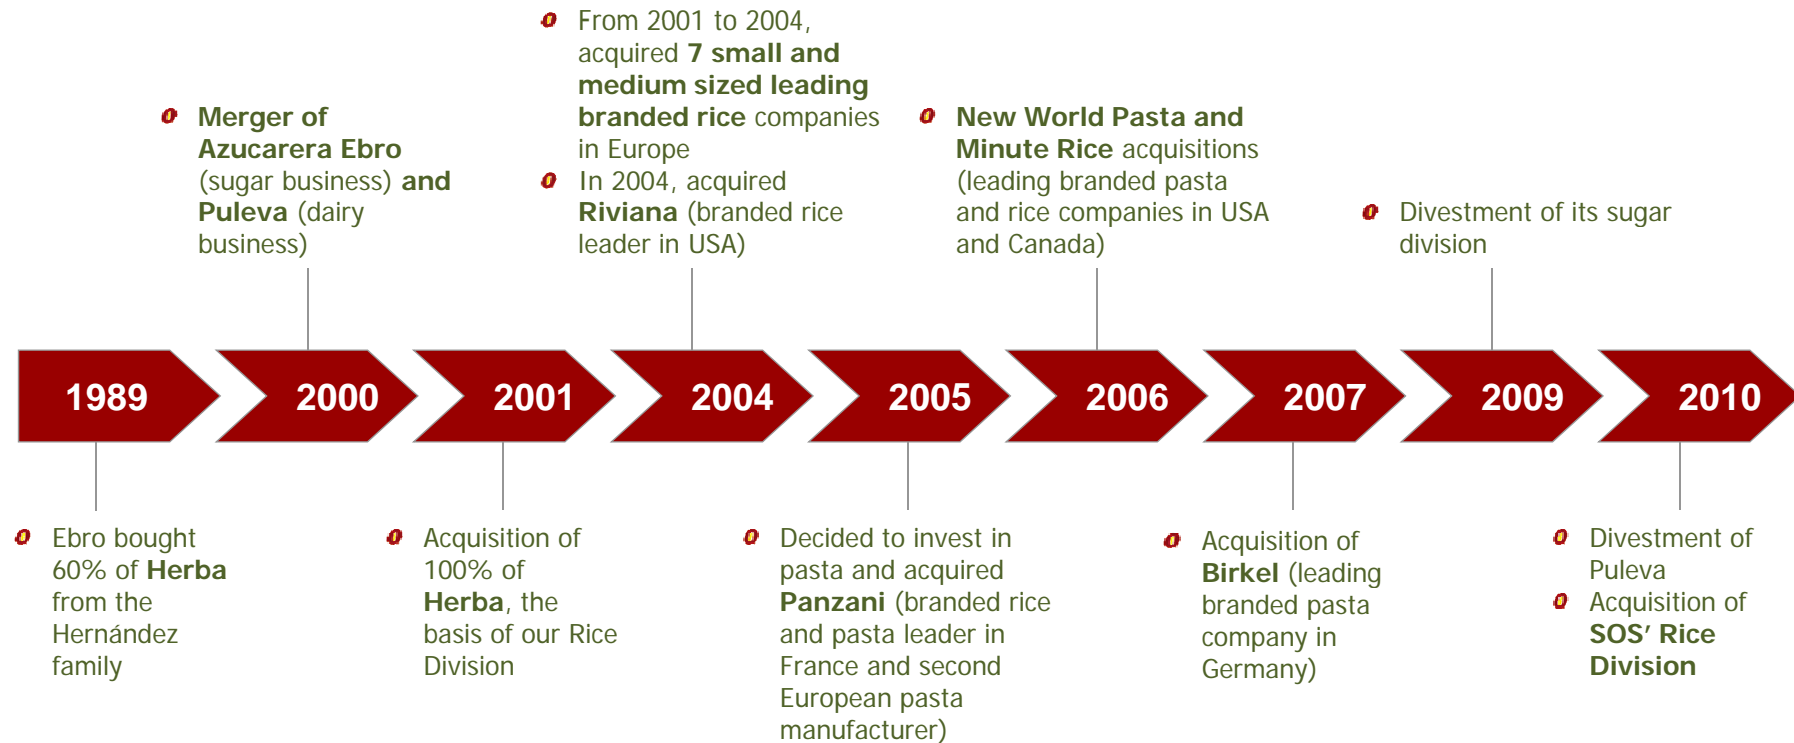 From 2001 to 2004,
acquired 7 small and
medium sized leading
branded rice companies
in Europe
In 2004, acquired
Riviana (branded rice
leader in USA)
Merger of
Azucarera Ebro
(sugar business) and
Puleva (dairy
business)
New World Pasta and
Minute Rice acquisitions
(leading branded pasta
and rice companies in USA
and Canada)
Divestment of its sugar
division
1989
2000
2001
2004
2005
2006
2007
2009
2010
Ebro bought
60% of Herba
from the
Hernández
family
Acquisition of
100% of
Herba, the
basis of our Rice
Division
Decided to invest in
pasta and acquired
Panzani (branded rice
and pasta leader in
France and second
European pasta
manufacturer)
Acquisition of
Birkel (leading
branded pasta
company in
Germany)
Divestment of
Puleva
Acquisition of
SOS’ Rice
Division